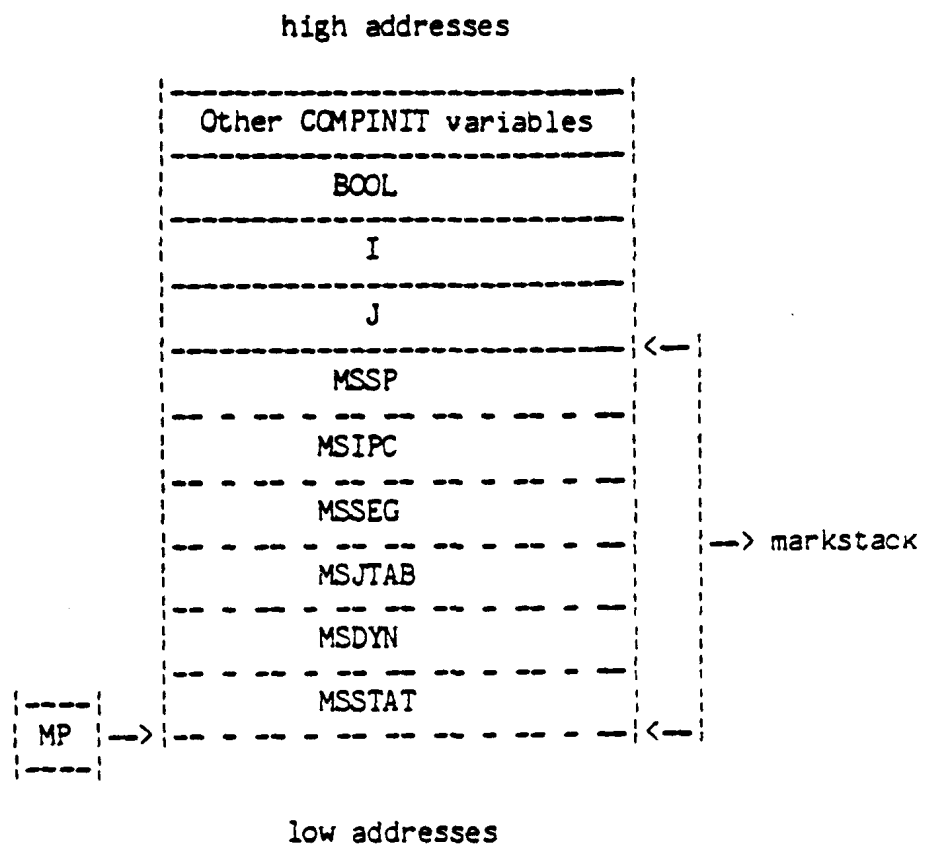 high addresses
Other COMPINIT variables
BOOL
I
J
MSSP
MSIPC
MSSEG
markstack
MSJTAB
MSDYN
MSSTAT
MP
low addresses